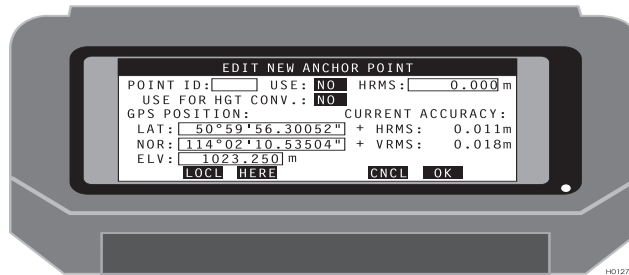 EDIT NEW ANCHOR POINT
POINT ID: USE: NO HRMS: 0.000 m
USE FOR HGT CONV.: NO
GPS POSITION: CURRENT ACCURACY:
LAT: 50°59'56.30052" + HRMS: 0.011m
NOR: 114°02'10.53504" + VRMS: 0.018m
ELV: 1023.250 m
LOCL HERE CNCL OK
H0127